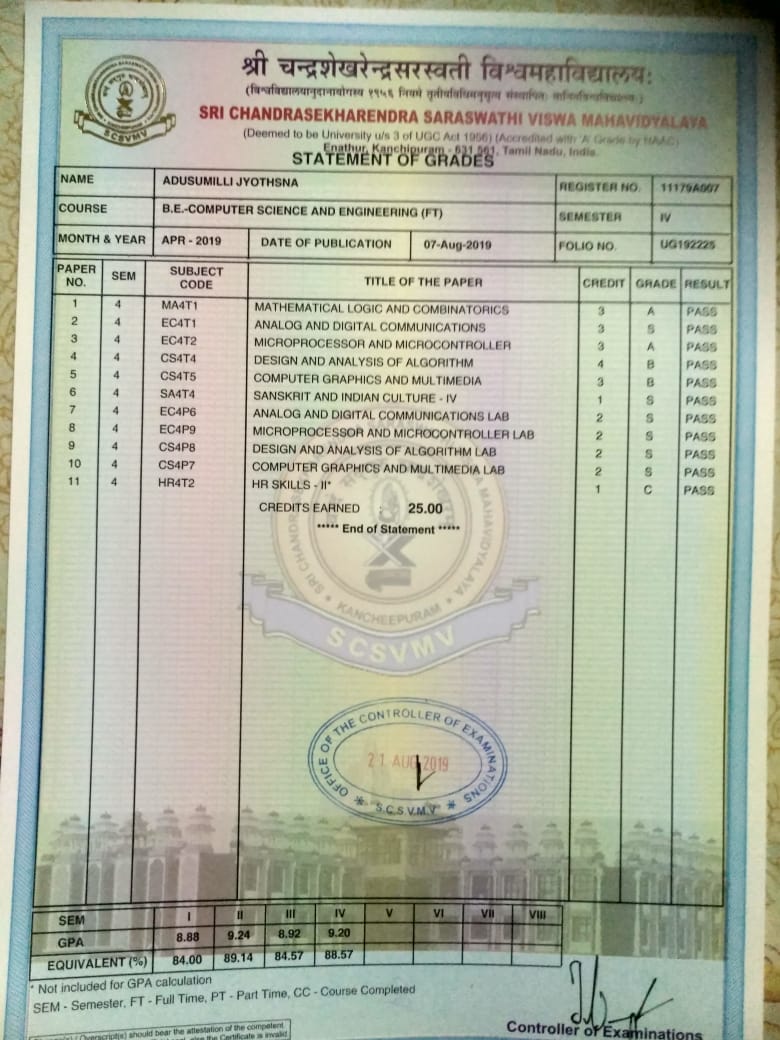 श्री चन्द्रशेखरेन्द्रसरस्वती विश्वमहाविद्यालय:
SRI CHANDRASEKHARENDRA SARASWATHI VISWA MAHAVIDYALAYA
(Deemed to be University u/s 3 of UGC Act 1956) (Accredited with 'A' Grade by NAAC)
Enathur, Kanchipuram - 631 561. Tamil Nadu, India.
STATEMENT OF GRADES
SCSVMV
NAME ADUSUMILLI JYOTHSNA REGISTER NO. 11179A007
COURSE B.E.-COMPUTER SCIENCE AND ENGINEERING (FT) SEMESTER IV
MONTH & YEAR APR - 2019 DATE OF PUBLICATION 07-Aug-2019 FOLIO NO. UG192225
PAPER NO. SEM SUBJECT CODE TITLE OF THE PAPER CREDIT GRADE RESULT
1 4 MA4T1 MATHEMATICAL LOGIC AND COMBINATORICS 3 A PASS
2 4 EC4T1 ANALOG AND DIGITAL COMMUNICATIONS 3 S PASS
3 4 EC4T2 MICROPROCESSOR AND MICROCONTROLLER 3 A PASS
4 4 CS4T4 DESIGN AND ANALYSIS OF ALGORITHM 4 B PASS
5 4 CS4T5 COMPUTER GRAPHICS AND MULTIMEDIA 3 B PASS
6 4 SA4T4 SANSKRIT AND INDIAN CULTURE - IV 1 S PASS
7 4 EC4P6 ANALOG AND DIGITAL COMMUNICATIONS LAB 2 S PASS
8 4 EC4P9 MICROPROCESSOR AND MICROCONTROLLER LAB 2 S PASS
9 4 CS4P8 DESIGN AND ANALYSIS OF ALGORITHM LAB 2 S PASS
10 4 CS4P7 COMPUTER GRAPHICS AND MULTIMEDIA LAB 2 S PASS
11 4 HR4T2 HR SKILLS - II* 1 C PASS
CREDITS EARNED : 25.00
***** End of Statement *****
SRI CHANDRA MAHAVIDYALAYA
* KANCHEEPURAM *
SCSVMV
OFFICE OF THE CONTROLLER OF EXAMINATIONS
21 AUG 2019
* S.C.S.V.M.V *
SEM I II III IV V VI VII VIII
GPA 8.88 9.24 8.92 9.20
EQUIVALENT (%) 84.00 89.14 84.57 88.57
* Not included for GPA calculation
SEM - Semester, FT - Full Time, PT - Part Time, CC - Course Completed
Controller of Examinations
Overscript(s) should bear the attestation of the competent
else the Certificate is invalid